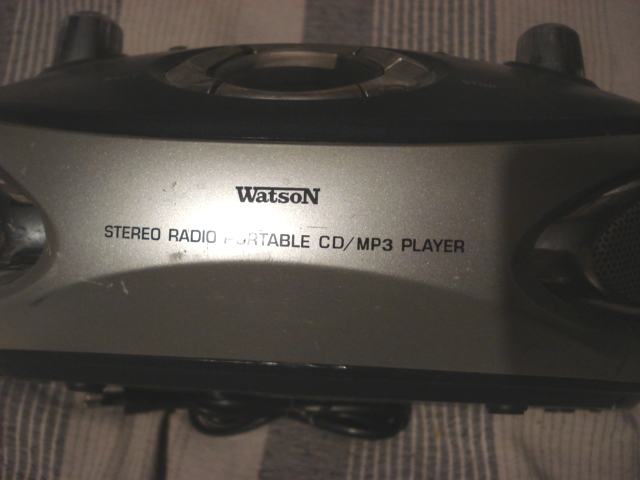 WatsoN
STEREO RADIO PORTABLE CD/MP3 PLAYER